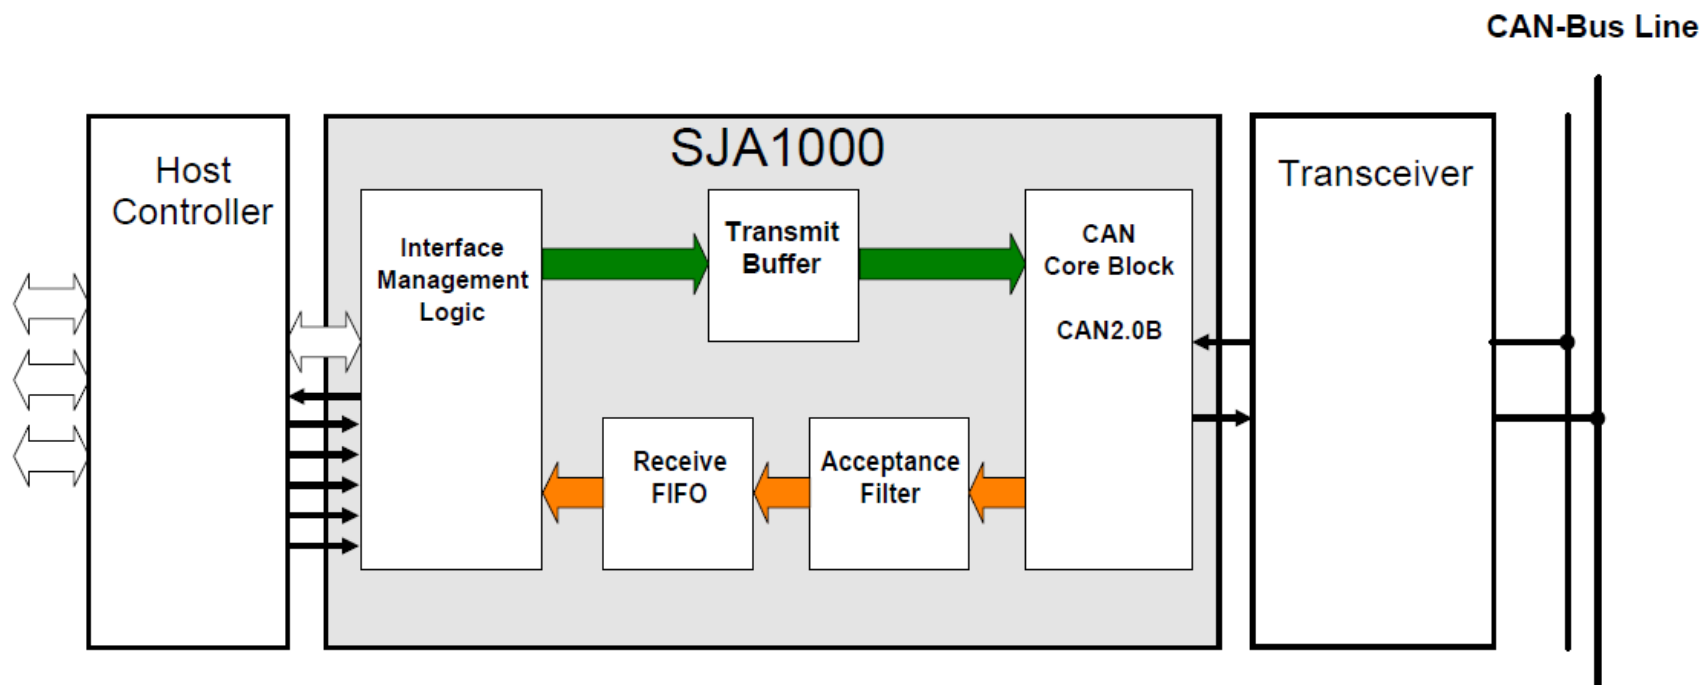 CAN-Bus Line
SJA1000
Host
Controller
Transceiver
Interface
Management
Logic
Transmit
Buffer
CAN
Core Block
CAN2.0B
Receive
FIFO
Acceptance
Filter